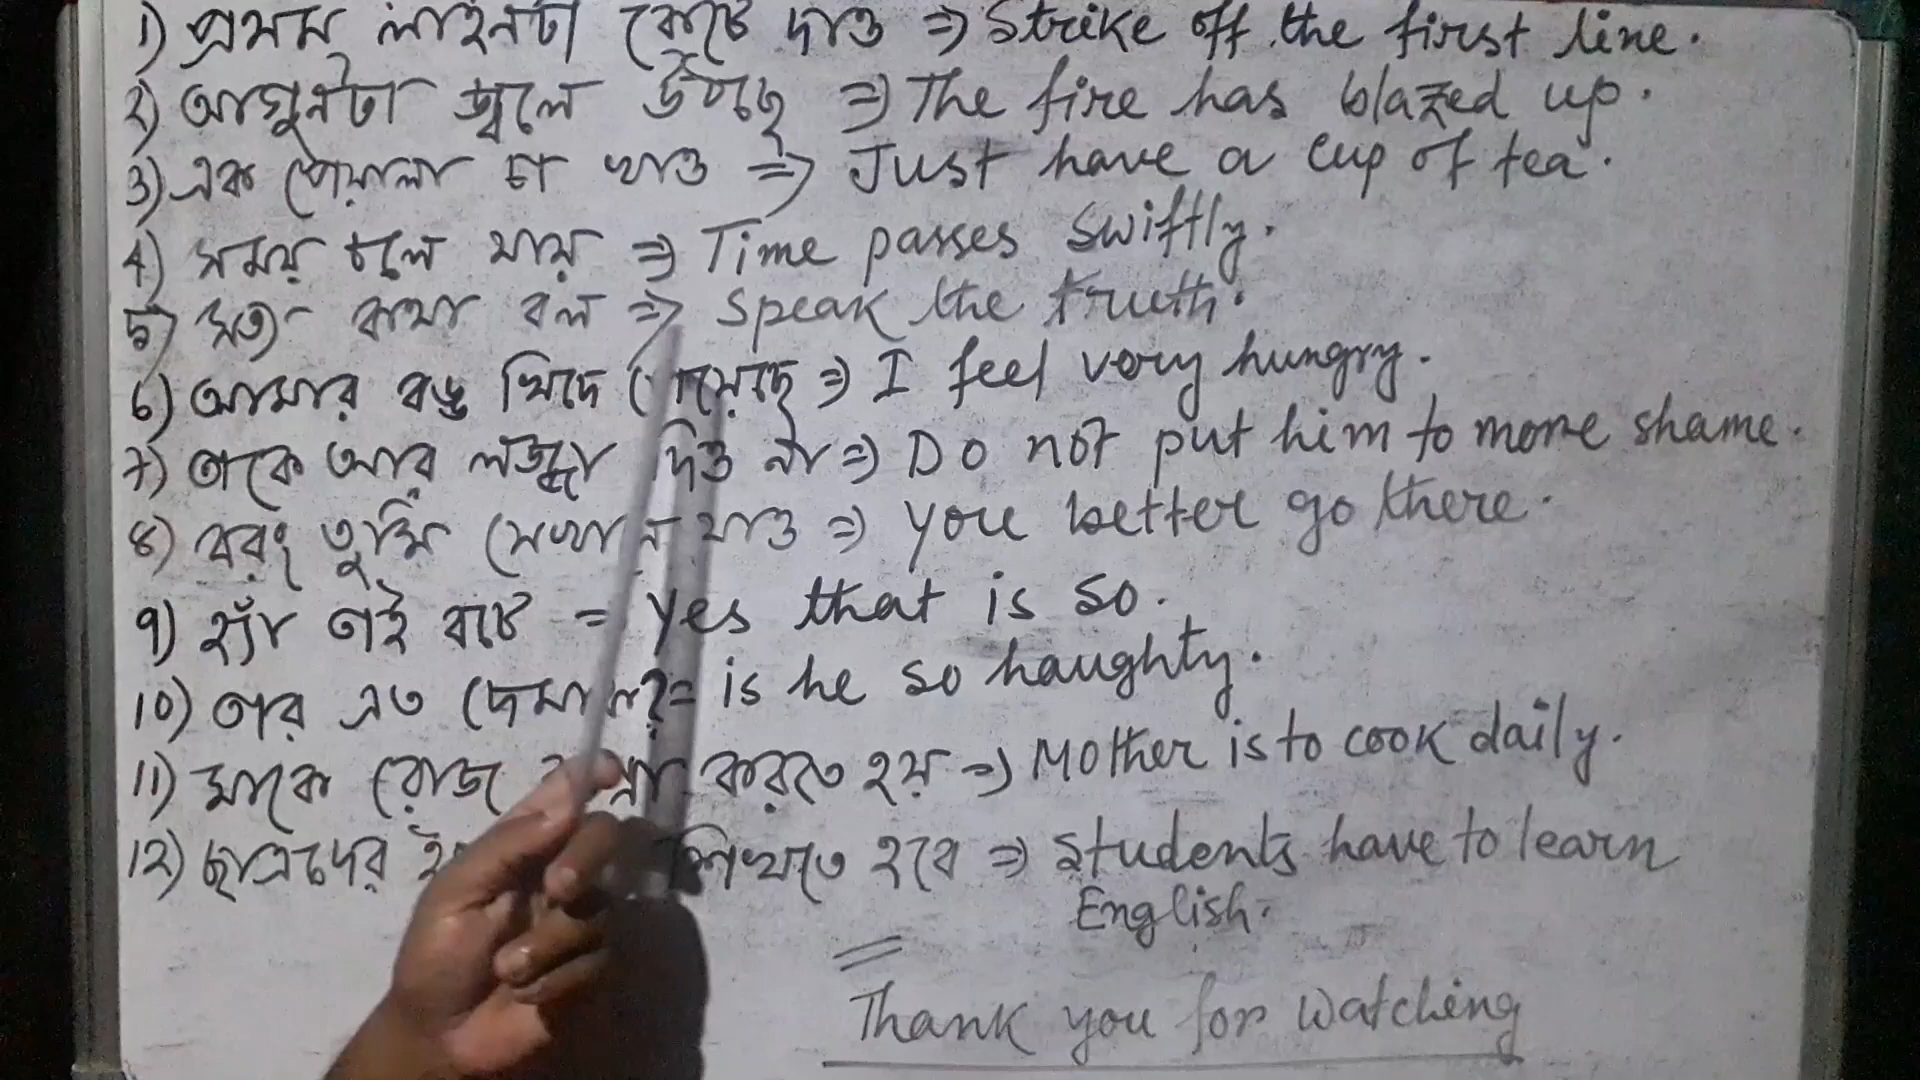 1) প্রথম লাইনটা কেটে দাও => Strike off the first line.
2) আগুনটা জ্বলে উঠছে => The fire has blazed up.
3) এক পেয়ালা চা খাও => Just have a cup of tea.
4) সময় চলে যায় => Time passes swiftly.
5) সত্য কথা বল => speak the truth.
6) আমার বড্ড খিদে পেয়েছে => I feel very hungry.
7) তাকে আর লজ্জা দিও না => Do not put him to more shame.
8) বরং তুমি সেখানে যাও => you better go there.
9) হ্যাঁ তাই বটে = yes that is so.
10) তার এত দেমাক? = is he so haughty.
11) মাকে রোজ করতে হয় => Mother is to cook daily.
12) ছাত্রদের শিখতে হবে => students have to learn
English.
Thank you for watching